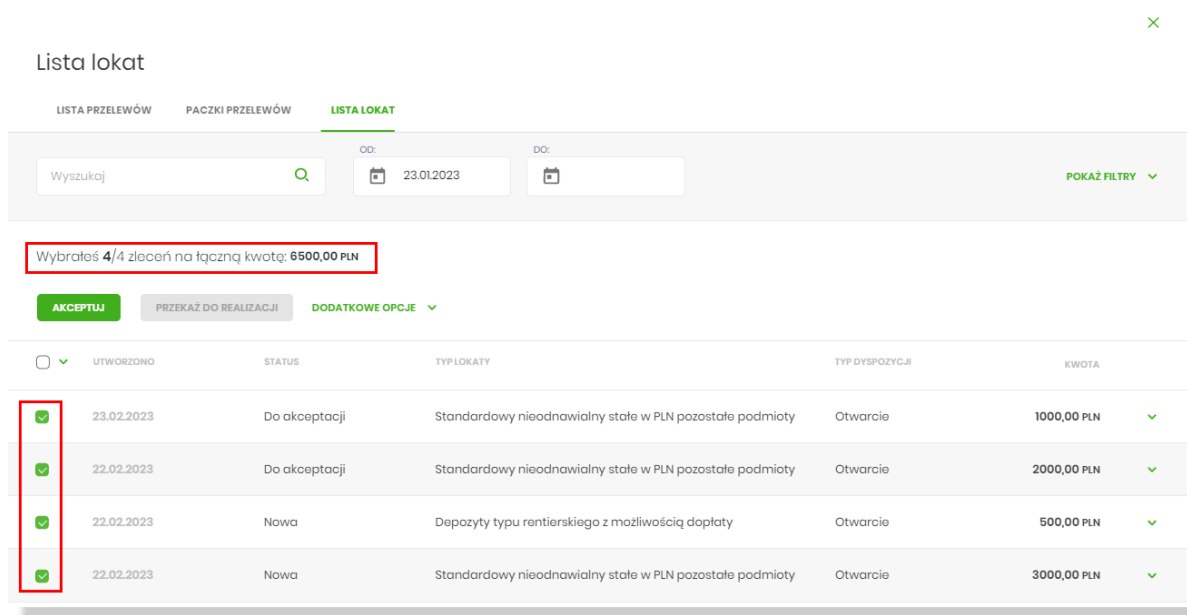 Lista lokat
LISTA PRZELEWÓW PACZKI PRZELEWÓW LISTA LOKAT
OD: DO:
Wyszukaj 23.01.2023 POKAŻ FILTRY
Wybrałeś 4/4 zleceń na łączną kwotę: 6500,00 PLN
AKCEPTUJ PRZEKAŻ DO REALIZACJI DODATKOWE OPCJE
UTWORZONO STATUS TYP LOKATY TYP DYSPOZYCJI KWOTA
23.02.2023 Do akceptacji Standardowy nieodnawialny stałe w PLN pozostałe podmioty Otwarcie 1000,00 PLN
22.02.2023 Do akceptacji Standardowy nieodnawialny stałe w PLN pozostałe podmioty Otwarcie 2000,00 PLN
22.02.2023 Nowa Depozyty typu rentierskiego z możliwością dopłaty Otwarcie 500,00 PLN
22.02.2023 Nowa Standardowy nieodnawialny stałe w PLN pozostałe podmioty Otwarcie 3000,00 PLN